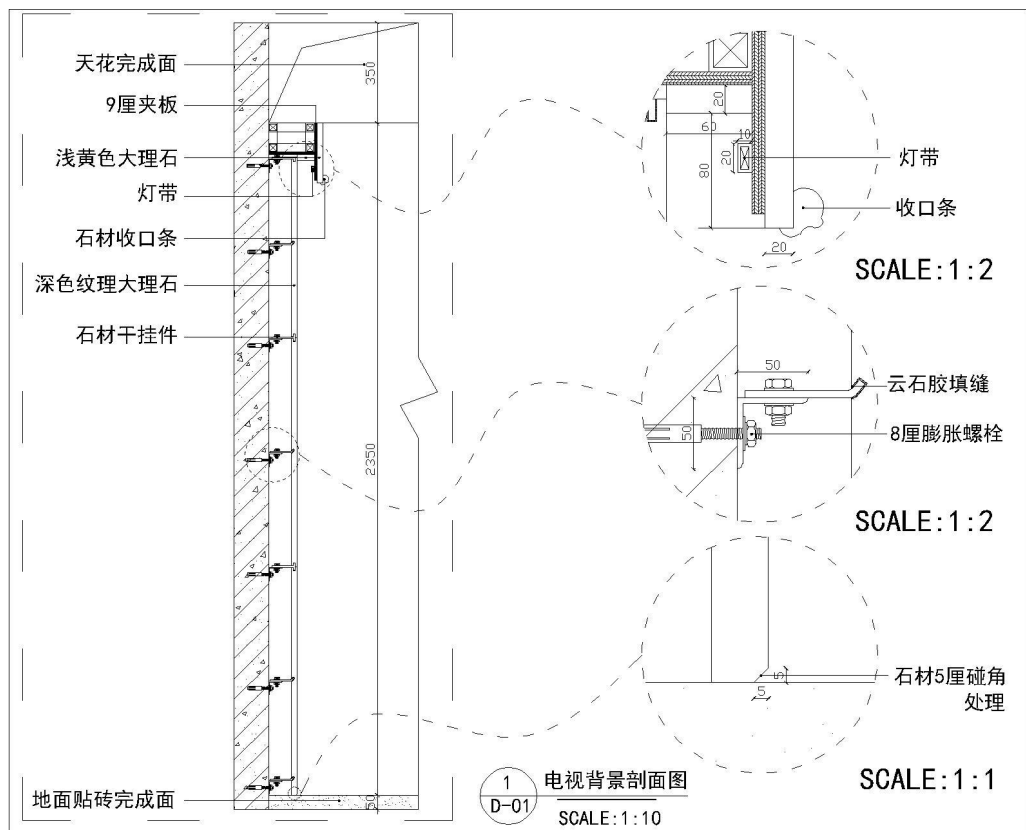 天花完成面
9厘夹板
浅黄色大理石
灯带
石材收口条
深色纹理大理石
石材干挂件
地面贴砖完成面
350
2350
50
20
60
10
20
80
20
灯带
收口条
SCALE:1:2
50
50
云石胶填缝
8厘膨胀螺栓
SCALE:1:2
5
5
石材5厘碰角
处理
SCALE:1:1
1
D-01
电视背景剖面图
SCALE:1:10